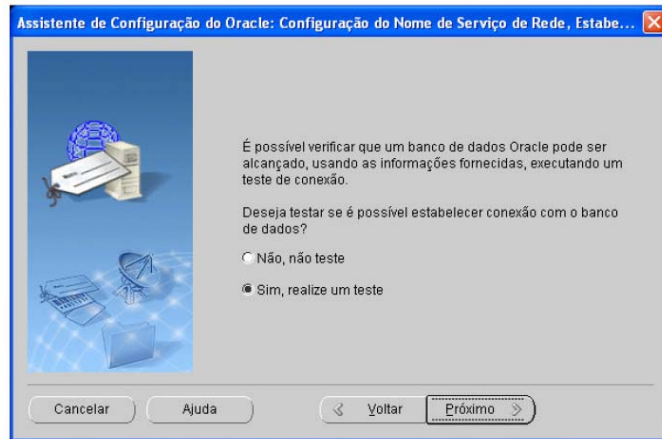 Assistente de Configuração do Oracle: Configuração do Nome de Serviço de Rede, Estabe...
É possível verificar que um banco de dados Oracle pode ser
alcançado, usando as informações fornecidas, executando um
teste de conexão.
Deseja testar se é possível estabelecer conexão com o banco
de dados?
Não, não teste
Sim, realize um teste
Cancelar
Ajuda
Voltar
Próximo